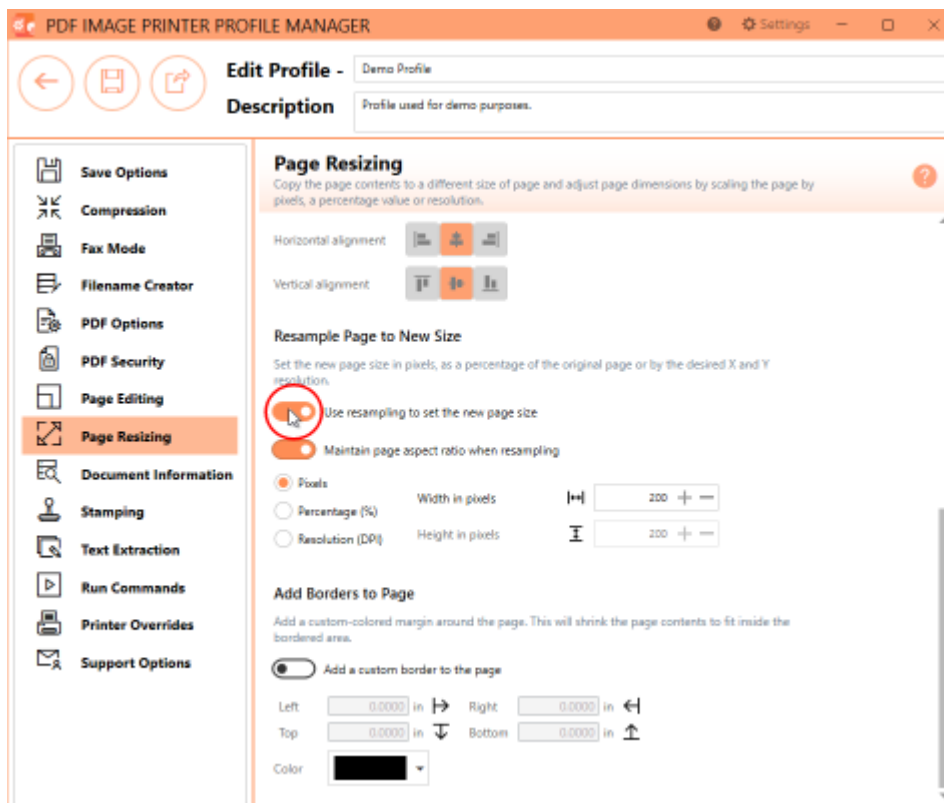 PDF IMAGE PRINTER PROFILE MANAGER
? Settings
Edit Profile - Demo Profile
Description Profile used for demo purposes.
Save Options
Compression
Fax Mode
Filename Creator
PDF Options
PDF Security
Page Editing
Page Resizing
Document Information
Stamping
Text Extraction
Run Commands
Printer Overrides
Support Options
Page Resizing
Copy the page contents to a different size of page and adjust page dimensions by scaling the page by
pixels, a percentage value or resolution.
?
Horizontal alignment
Vertical alignment
Resample Page to New Size
Set the new page size in pixels, as a percentage of the original page or by the desired X and Y
resolution.
Use resampling to set the new page size
Maintain page aspect ratio when resampling
Pixels
Percentage (%)
Resolution (DPI)
Width in pixels 200
Height in pixels 200
Add Borders to Page
Add a custom-colored margin around the page. This will shrink the page contents to fit inside the
bordered area.
Add a custom border to the page
Left 0.0000 in Right 0.0000 in
Top 0.0000 in Bottom 0.0000 in
Color